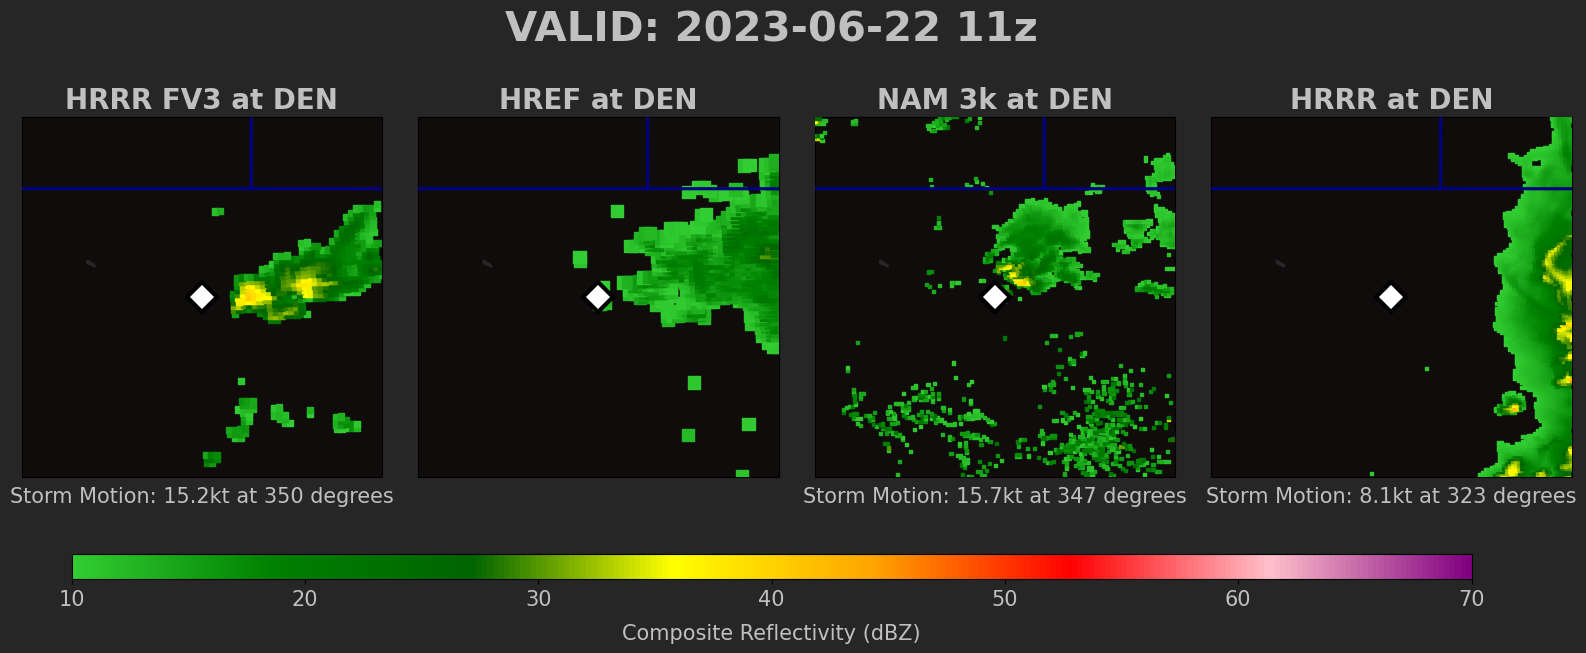 VALID: 2023-06-22 11z
HRRR FV3 at DEN
HREF at DEN
NAM 3k at DEN
HRRR at DEN
Storm Motion: 15.2kt at 350 degrees
Storm Motion: 15.7kt at 347 degrees
Storm Motion: 8.1kt at 323 degrees
10 20 30 40 50 60 70
Composite Reflectivity (dBZ)